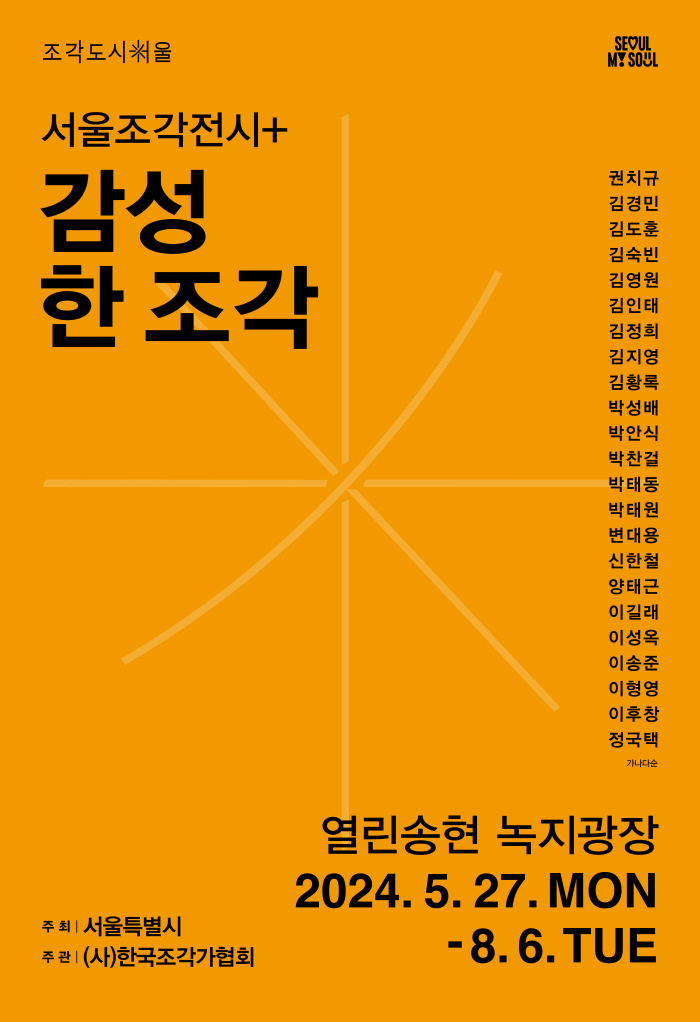 조각도시서울
SEOUL
MY SOUL
서울조각전시+
감성
한 조각
권치규
김경민
김도훈
김숙빈
김영원
김인태
김정희
김지영
김황록
박성배
박안식
박찬걸
박태동
박태원
변대용
신한철
양태근
이길래
이성옥
이송준
이형영
이후창
정국택
가나다순
열린송현 녹지광장
2024. 5. 27. MON
- 8. 6. TUE
주 최 | 서울특별시
주 관 | (사)한국조각가협회